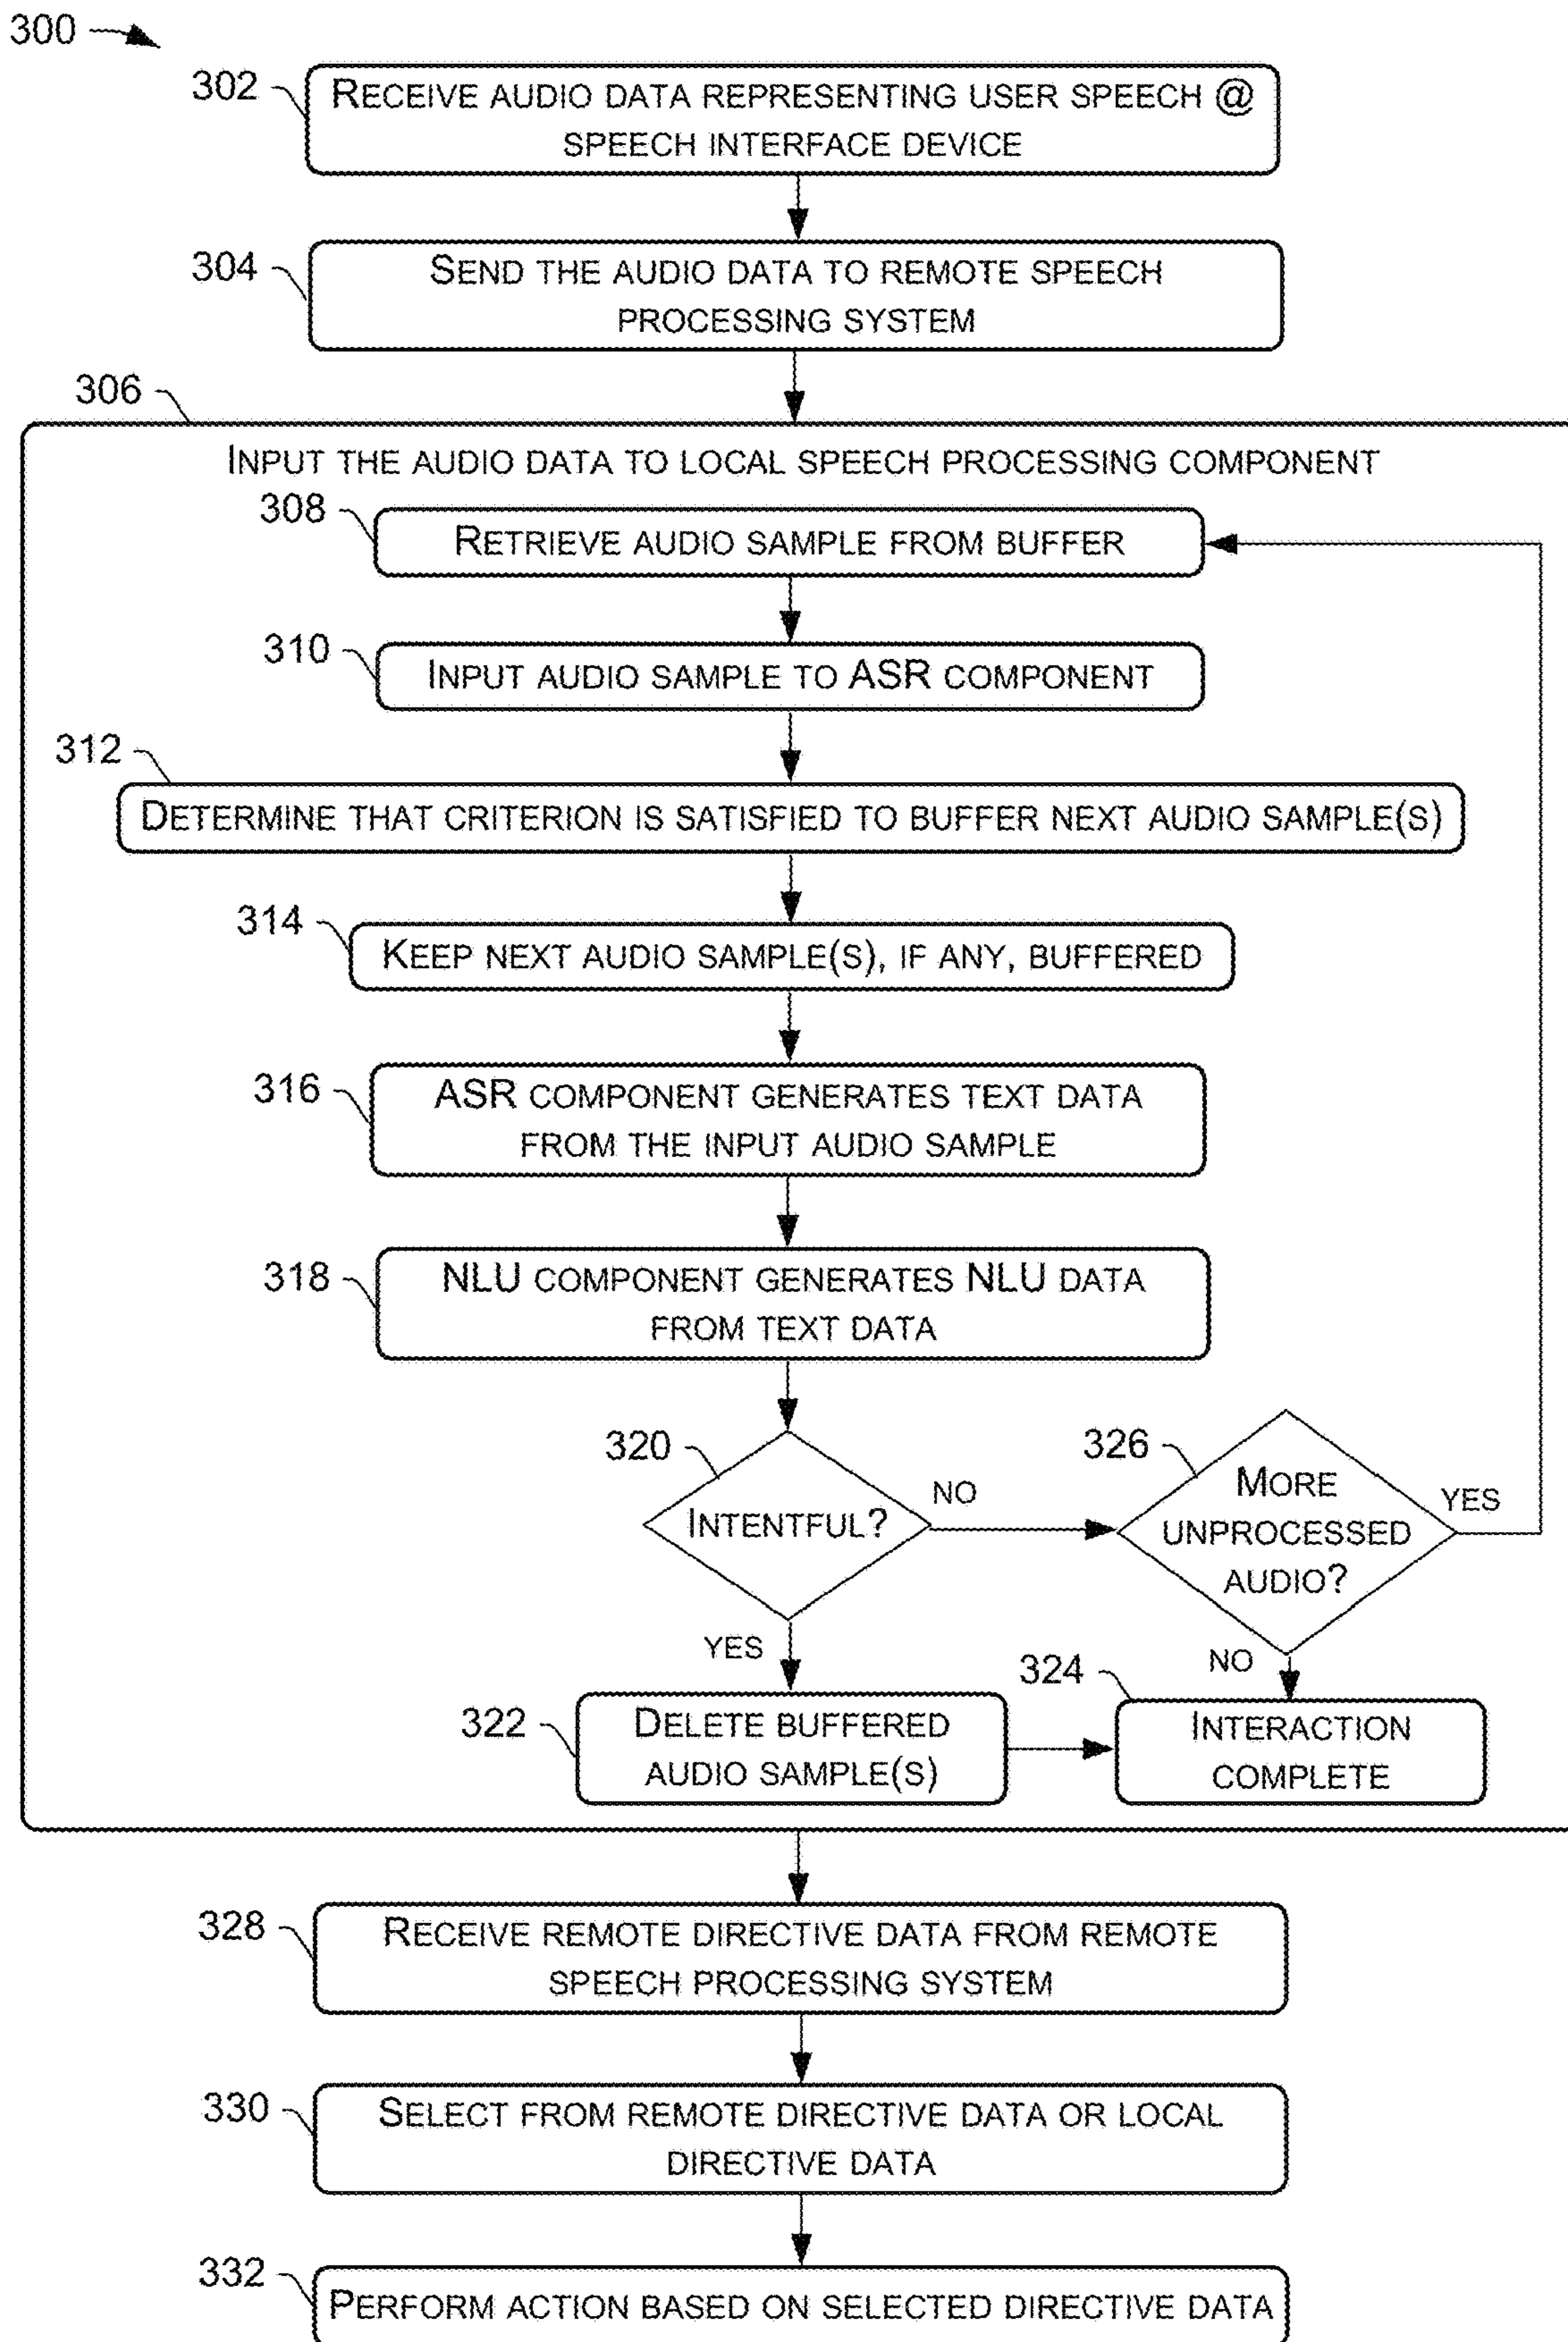 300
302
RECEIVE AUDIO DATA REPRESENTING USER SPEECH @
SPEECH INTERFACE DEVICE
304
SEND THE AUDIO DATA TO REMOTE SPEECH
PROCESSING SYSTEM
306
INPUT THE AUDIO DATA TO LOCAL SPEECH PROCESSING COMPONENT
308
RETRIEVE AUDIO SAMPLE FROM BUFFER
310
INPUT AUDIO SAMPLE TO ASR COMPONENT
312
DETERMINE THAT CRITERION IS SATISFIED TO BUFFER NEXT AUDIO SAMPLE(S)
314
KEEP NEXT AUDIO SAMPLE(S), IF ANY, BUFFERED
316
ASR COMPONENT GENERATES TEXT DATA
FROM THE INPUT AUDIO SAMPLE
318
NLU COMPONENT GENERATES NLU DATA
FROM TEXT DATA
320
INTENTFUL?
NO
326
MORE
UNPROCESSED
AUDIO?
YES
YES
NO
322
DELETE BUFFERED
AUDIO SAMPLE(S)
324
INTERACTION
COMPLETE
328
RECEIVE REMOTE DIRECTIVE DATA FROM REMOTE
SPEECH PROCESSING SYSTEM
330
SELECT FROM REMOTE DIRECTIVE DATA OR LOCAL
DIRECTIVE DATA
332
PERFORM ACTION BASED ON SELECTED DIRECTIVE DATA